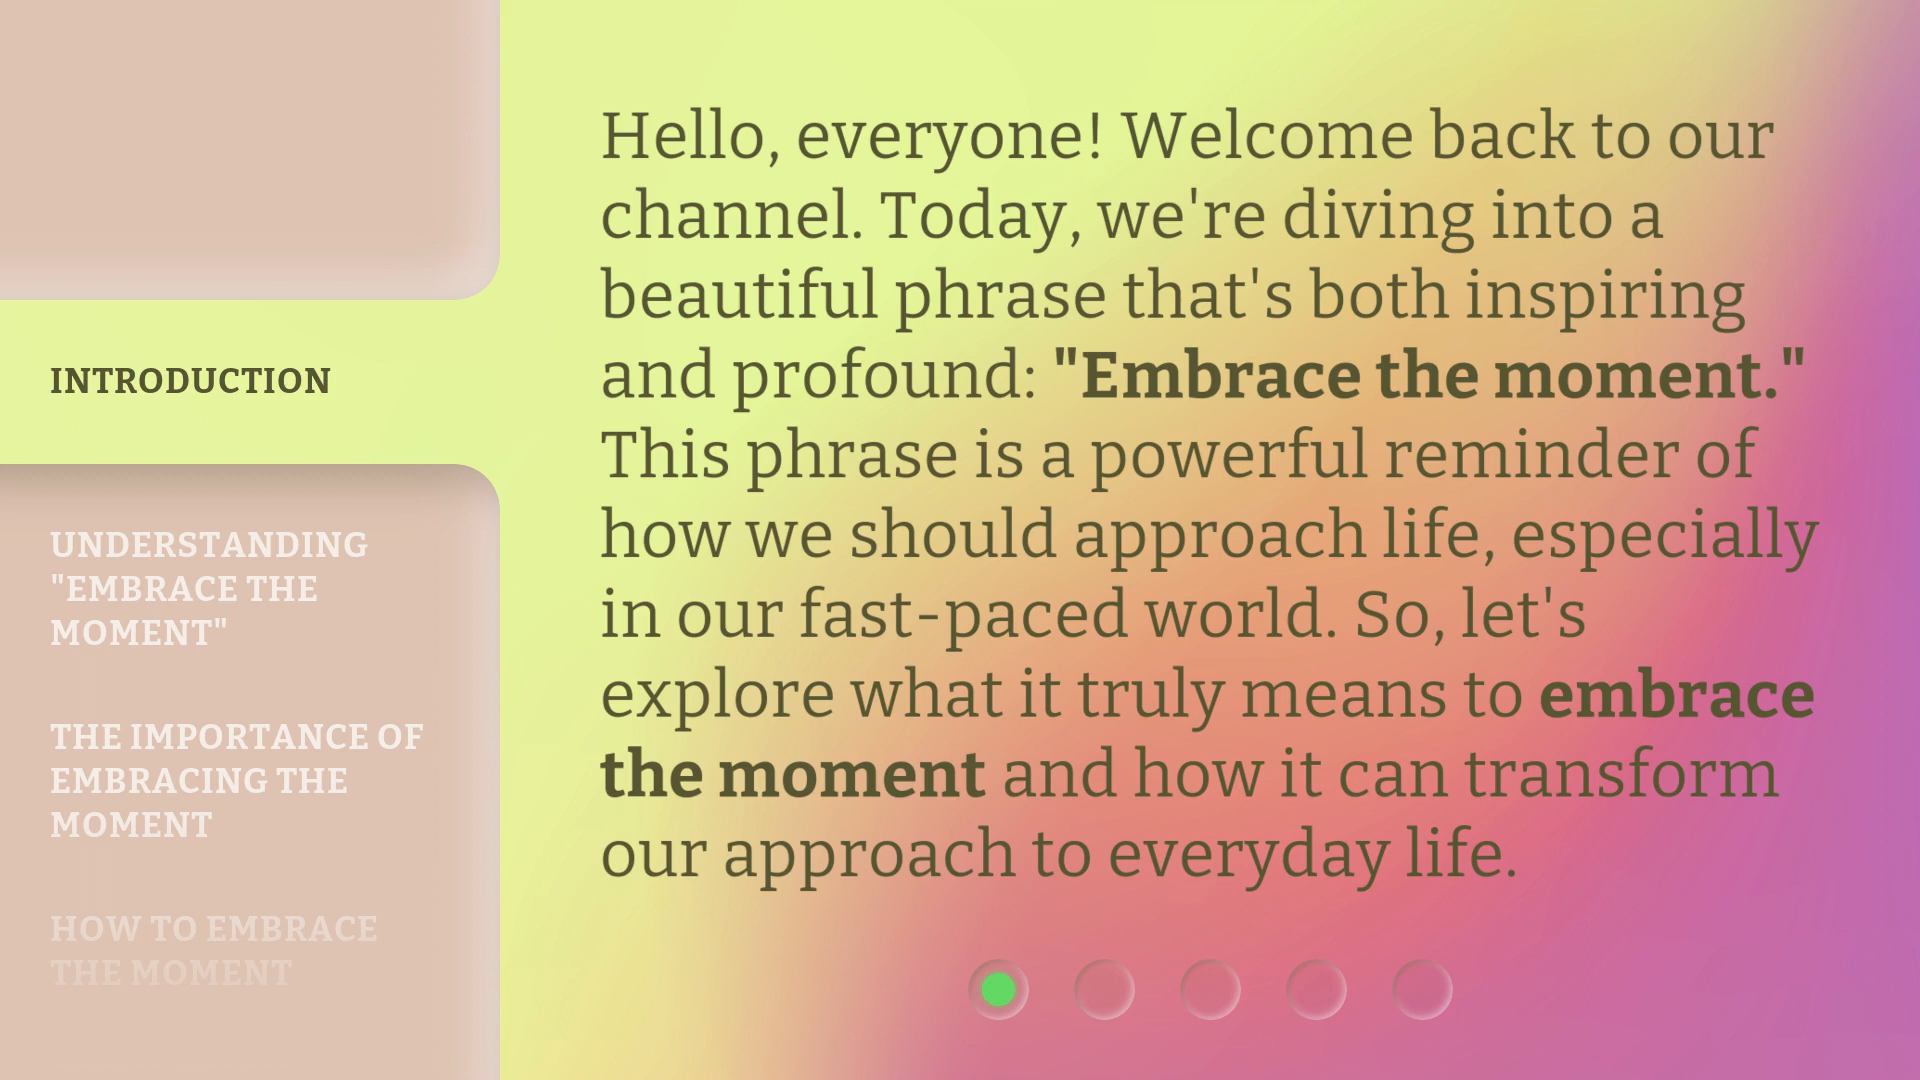 INTRODUCTION
UNDERSTANDING
"EMBRACE THE
MOMENT"
THE IMPORTANCE OF
EMBRACING THE
MOMENT
HOW TO EMBRACE
THE MOMENT
Hello, everyone! Welcome back to our
channel. Today, we're diving into a
beautiful phrase that's both inspiring
and profound: "Embrace the moment."
This phrase is a powerful reminder of
how we should approach life, especially
in our fast-paced world. So, let's
explore what it truly means to embrace
the moment and how it can transform
our approach to everyday life.